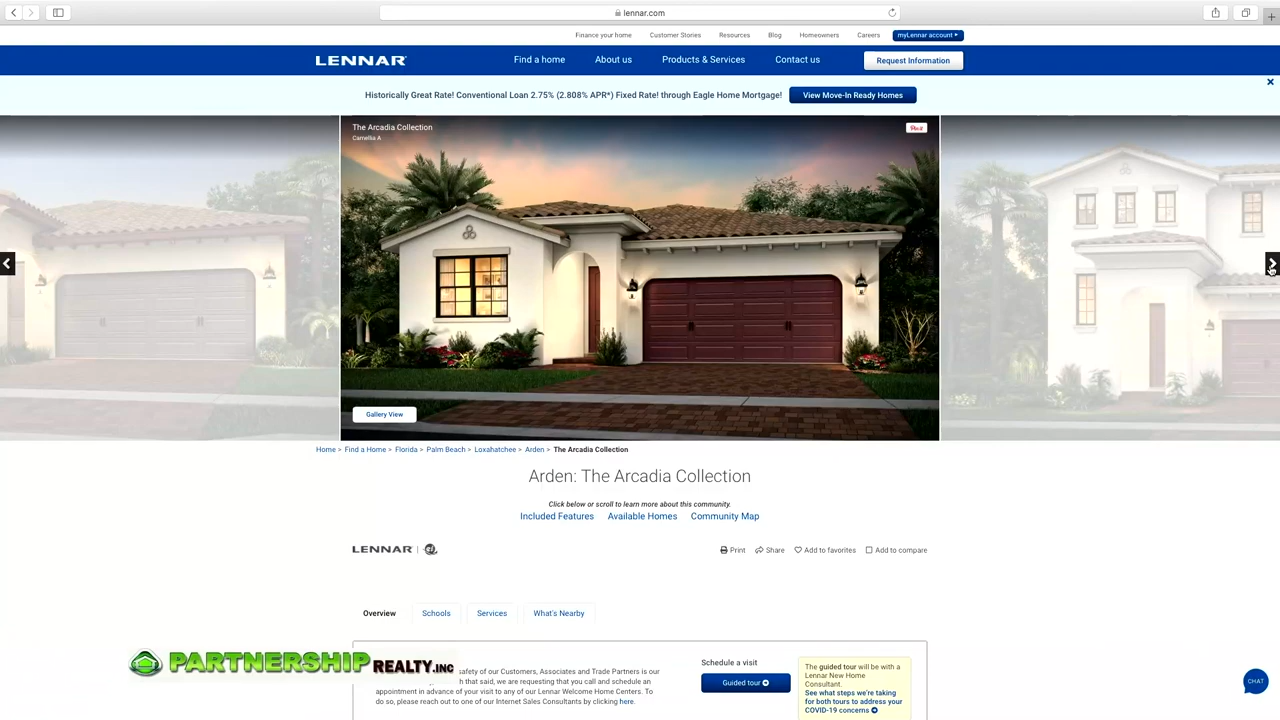 lennar.com
Finance your home Customer Stories Resources Blog Homeowners Careers myLennar account
LENNAR Find a home About us Products & Services Contact us Request Information
Historically Great Rate! Conventional Loan 2.75% (2.808% APR*) Fixed Rate! through Eagle Home Mortgage! View Move-In Ready Homes
The Arcadia Collection
Camellia A
Pin it
Gallery View
Home > Find a Home > Florida > Palm Beach > Loxahatchee > Arden > The Arcadia Collection
Arden: The Arcadia Collection
Click below or scroll to learn more about this community.
Included Features Available Homes Community Map
LENNAR Print Share Add to favorites Add to compare
Overview Schools Services What's Nearby
PARTNERSHIP REALTY.INC
safety of our Customers, Associates and Trade Partners is our
that said, we are requesting that you call and schedule an
appointment in advance of your visit to any of our Lennar Welcome Home Centers. To
do so, please reach out to one of our Internet Sales Consultants by clicking here.
Schedule a visit
Guided tour
The guided tour will be with a
Lennar New Home
Consultant.
See what steps we're taking
for both tours to address your
COVID-19 concerns
CHAT